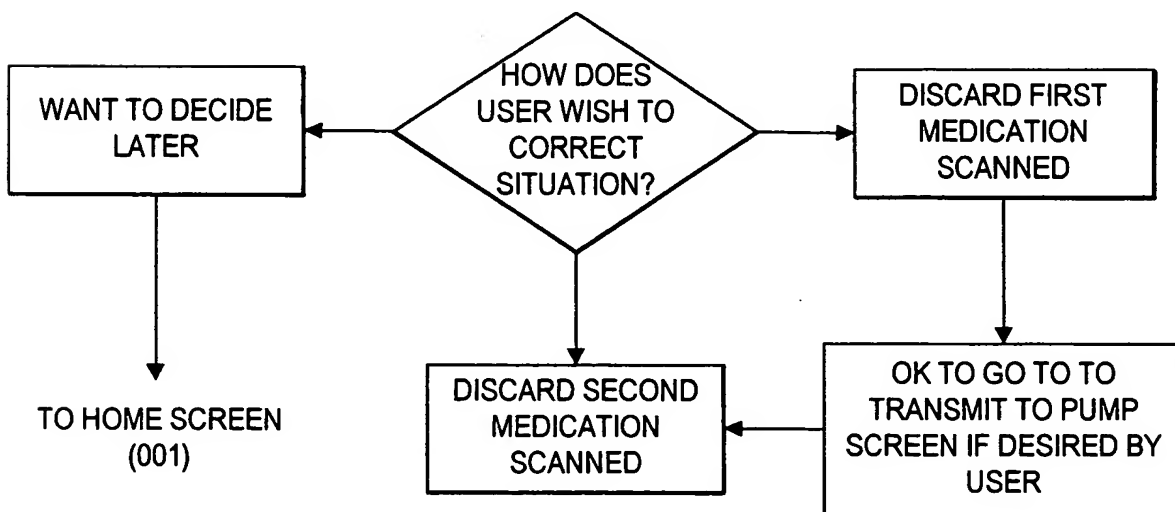 WANT TO DECIDE
LATER
HOW DOES
USER WISH TO
CORRECT
SITUATION?
DISCARD FIRST
MEDICATION
SCANNED
TO HOME SCREEN
(001)
DISCARD SECOND
MEDICATION
SCANNED
OK TO GO TO TO
TRANSMIT TO PUMP
SCREEN IF DESIRED BY
USER